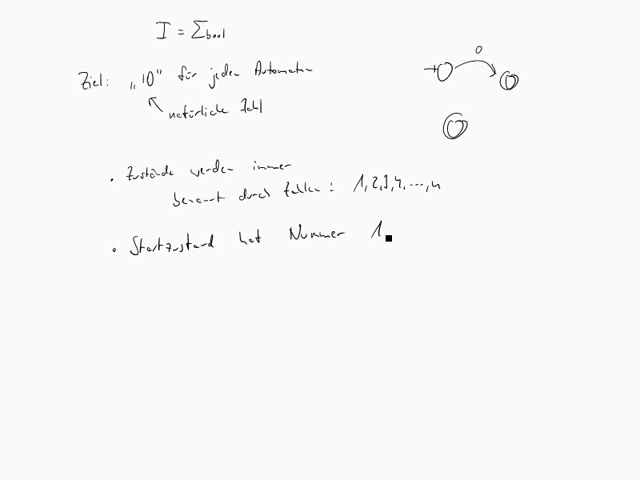 I = Σbool
Ziel: „ID" für jeden Automaten
natürliche Zahl
0
• Zustände werden immer
benannt durch Zahlen: 1,2,3,4,...,n
• Startzustand hat Nummer 1.